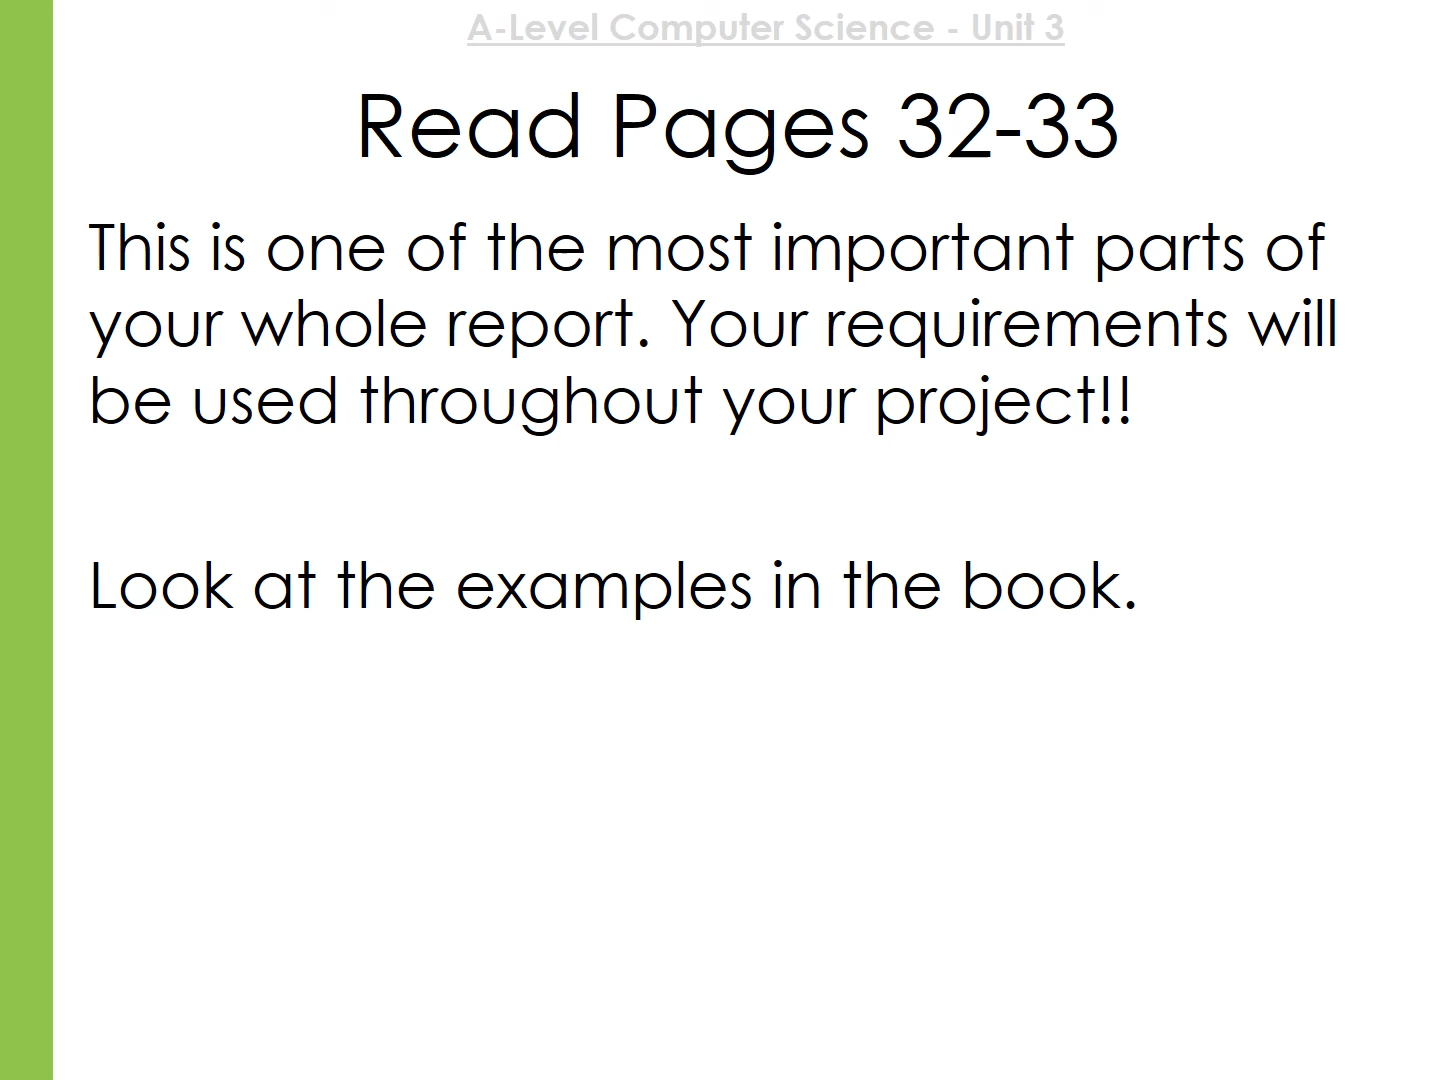 A-Level Computer Science - Unit 3
Read Pages 32-33
This is one of the most important parts of
your whole report. Your requirements will
be used throughout your project!!
Look at the examples in the book.